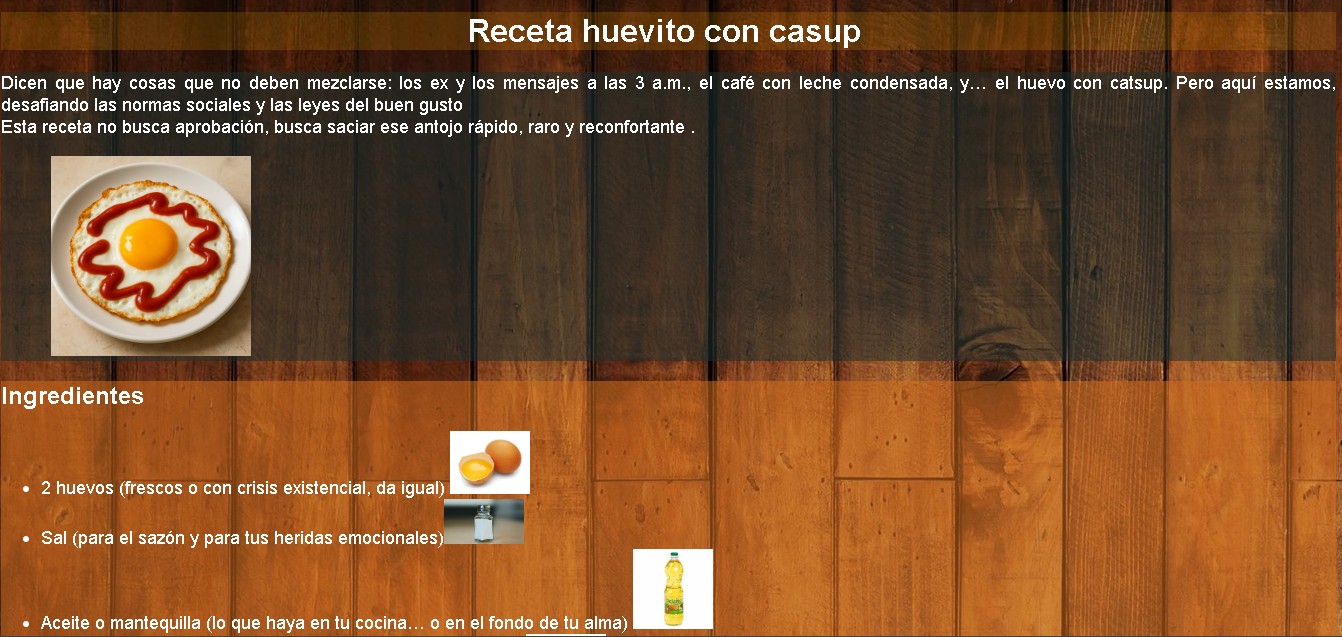 Receta huevito con casup
Dicen que hay cosas que no deben mezclarse: los ex y los mensajes a las 3 a.m., el café con leche condensada, y… el huevo con catsup. Pero aquí estamos,
desafiando las normas sociales y las leyes del buen gusto
Esta receta no busca aprobación, busca saciar ese antojo rápido, raro y reconfortante .
Ingredientes
• 2 huevos (frescos o con crisis existencial, da igual)
• Sal (para el sazón y para tus heridas emocionales)
• Aceite o mantequilla (lo que haya en tu cocina… o en el fondo de tu alma)